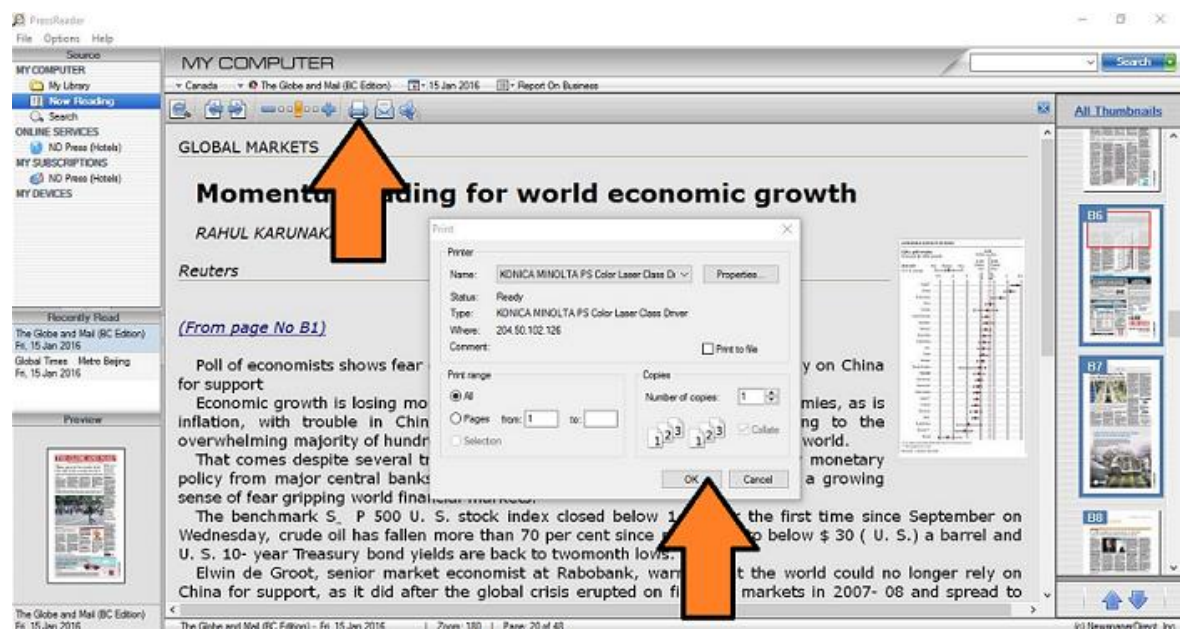 PressReader
File Options Help
Source
MY COMPUTER
My Library
Now Reading
Search
ONLINE SERVICES
ND Press (Hotels)
MY SUBSCRIPTIONS
ND Press (Hotels)
MY DEVICES
Recently Read
The Globe and Mail (BC Edition)
Fri, 15 Jan 2016
Global Times Metro Beijing
Fri, 15 Jan 2016
Preview
The Globe and Mail (BC Edition)
Fri, 15 Jan 2016
MY COMPUTER
Search
Canada The Globe and Mail (BC Edition) 15 Jan 2016 Report On Business
GLOBAL MARKETS
for world economic growth
RAHUL
Reuters
(From page No B1)
Poll of economists shows fear y on China
for support
Economic growth is losing mo mies, as is
inflation, with trouble in Chin ng to the
overwhelming majority of hundr world.
That comes despite several tr monetary
policy from major central banks a growing
sense of fear gripping world financial markets.
The benchmark S_ P 500 U. S. stock index closed below the first time since September on
Wednesday, crude oil has fallen more than 70 per cent since to below $ 30 ( U. S.) a barrel and
U. S. 10- year Treasury bond yields are back to twomonth lows.
Elwin de Groot, senior market economist at Rabobank, the world could no longer rely on
China for support, as it did after the global crisis erupted on markets in 2007- 08 and spread to
The Globe and Mail (BC Edition) - Fri, 15 Jan 2016 | Zoom: 180 | Page: 20 of 48
Print
Printer
Name: KONICA MINOLTA PS Color Laser Class Dr Properties...
Status: Ready
Type: KONICA MINOLTA PS Color Laser Class Driver
Where: 204.50.102.126
Comment: Print to file
Print range
All
Pages from: 1 to:
Selection
Copies
Number of copies: 1
1 2 3 1 2 3 Collate
OK Cancel
All Thumbnails
B6
B7
B8
(c) NewspaperDirect, Inc